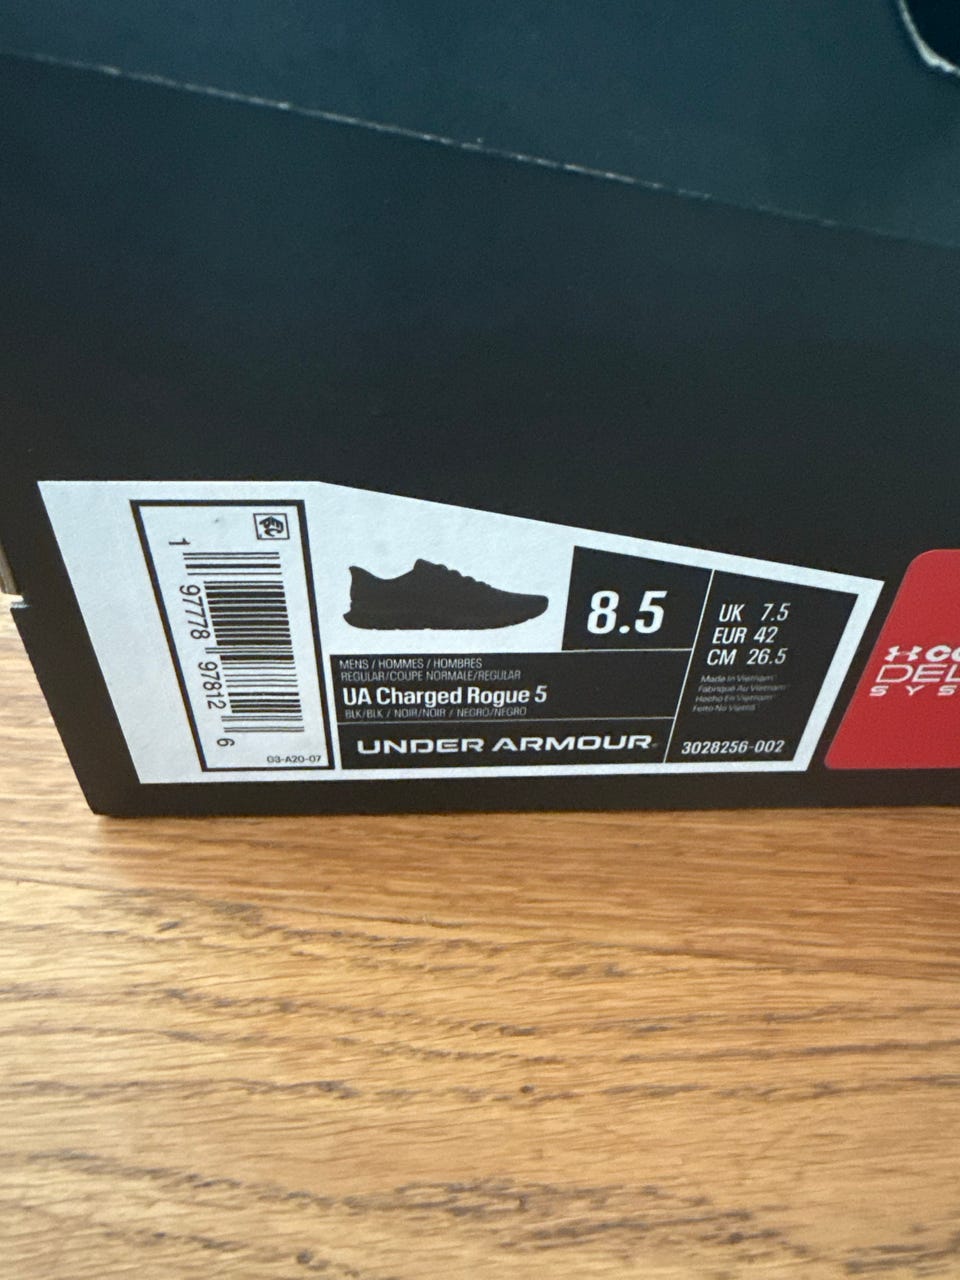 1 97778 97812 6
03-A20-07
8.5
UK 7.5
EUR 42
CM 26.5
Made in Vietnam
Fabriqué Au Vietnam
Hecho En Vietnam
Feito No Vietnã
MENS / HOMMES / HOMBRES
REGULAR/COUPE NORMALE/REGULAR
UA Charged Rogue 5
BLK/BLK / NOIR/NOIR / NEGRO/NEGRO
UNDER ARMOUR
3028256-002